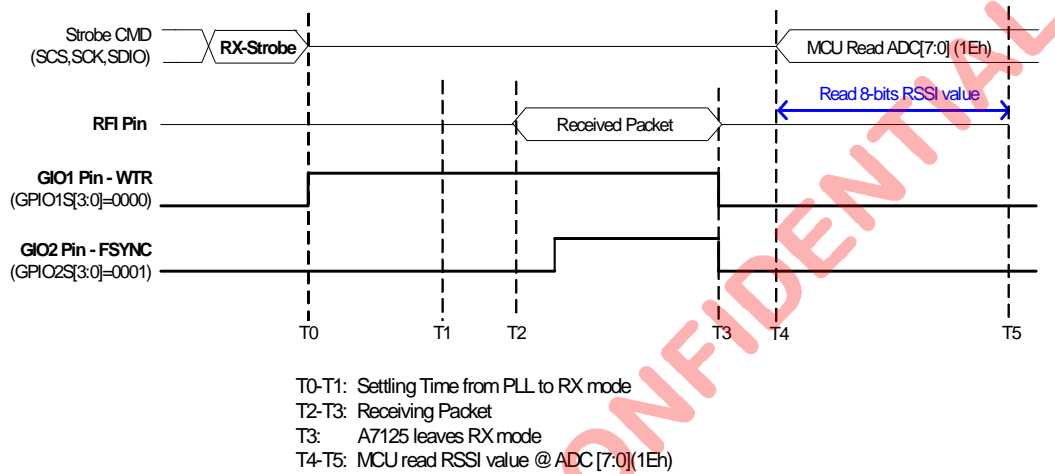 Strobe CMD
(SCS,SCK,SDIO)
RX-Strobe
MCU Read ADC[7:0] (1Eh)
Read 8-bits RSSI value
RFI Pin
Received Packet
GIO1 Pin - WTR
(GPIO1S[3:0]=0000)
GIO2 Pin - FSYNC
(GPIO2S[3:0]=0001)
T0 T1 T2 T3 T4 T5
T0-T1: Settling Time from PLL to RX mode
T2-T3: Receiving Packet
T3: A7125 leaves RX mode
T4-T5: MCU read RSSI value @ ADC [7:0](1Eh)
ONFIDENTIAL